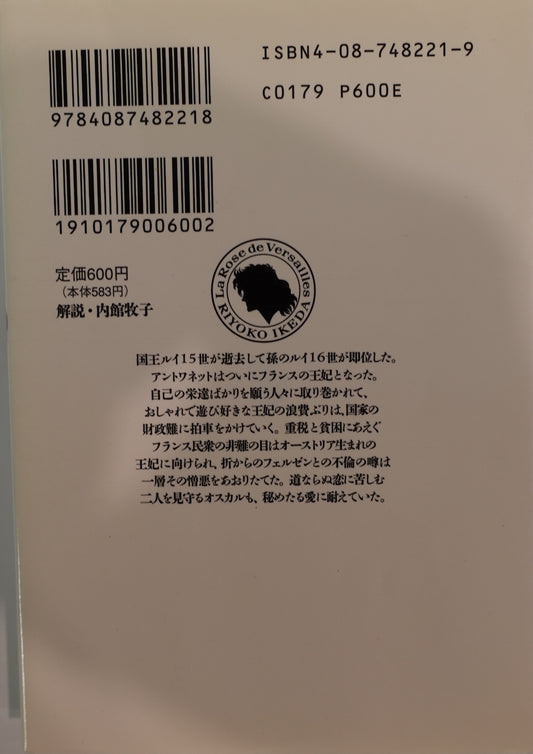 ISBN4-08-748221-9
C0179 P600E
9784087482218
1910179006002
定価600円
（本体583円）
解説・内館牧子
La Rose de Versailles
RIYOKO IKEDA
国王ルイ15世が逝去して孫のルイ16世が即位した。
アントワネットはついにフランスの王妃となった。
自己の栄達ばかりを願う人々に取り巻かれて、
おしゃれで遊び好きな王妃の浪費ぶりは、国家の
財政難に拍車をかけていく。重税と貧困にあえぐ
フランス民衆の非難の目はオーストリア生まれの
王妃に向けられ、折からのフェルゼンとの不倫の噂は
一層その憎悪をあおりたてた。道ならぬ恋に苦しむ
二人を見守るオスカルも、秘めたる愛に耐えていた。